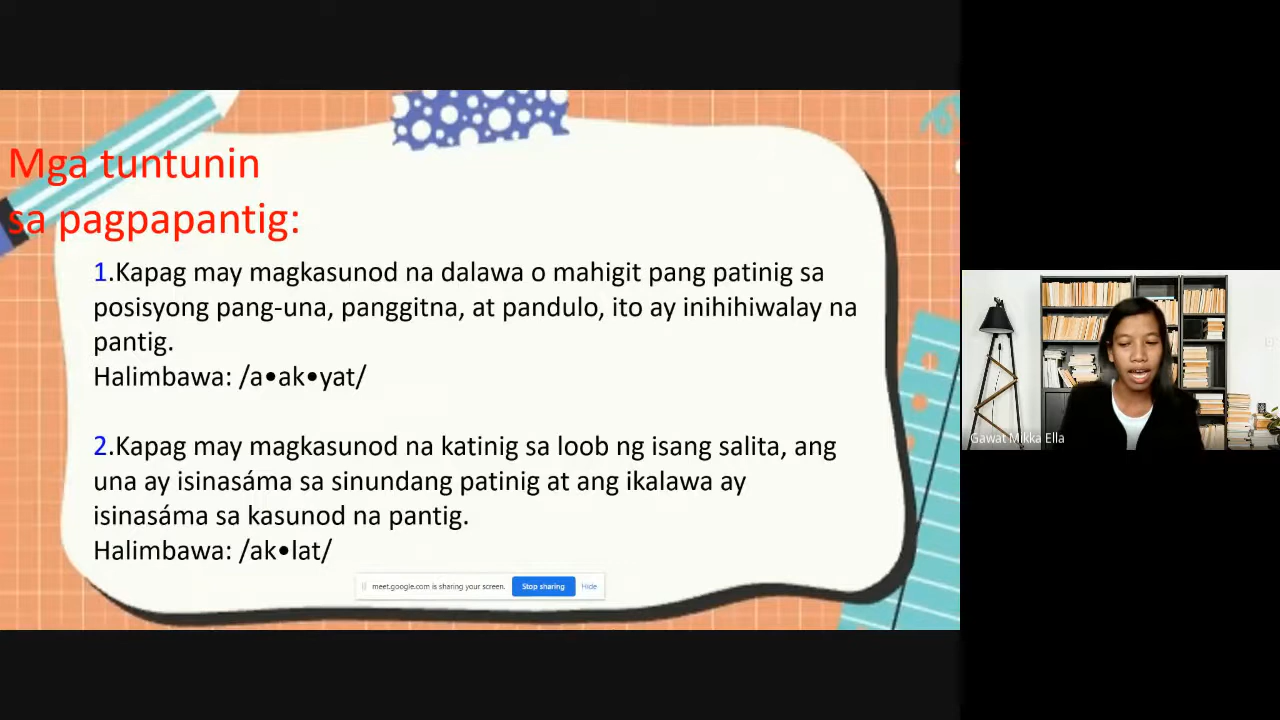 Mga tuntunin
sa pagpapantig:
1.Kapag may magkasunod na dalawa o mahigit pang patinig sa
posisyong pang-una, panggitna, at pandulo, ito ay inihihiwalay na
pantig.
Halimbawa: /a•ak•yat/
2.Kapag may magkasunod na katinig sa loob ng isang salita, ang
una ay isinasáma sa sinundang patinig at ang ikalawa ay
isinasáma sa kasunod na pantig.
Halimbawa: /ak•lat/
meet.google.com is sharing your screen. Stop sharing Hide
Gawat Mikka Ella